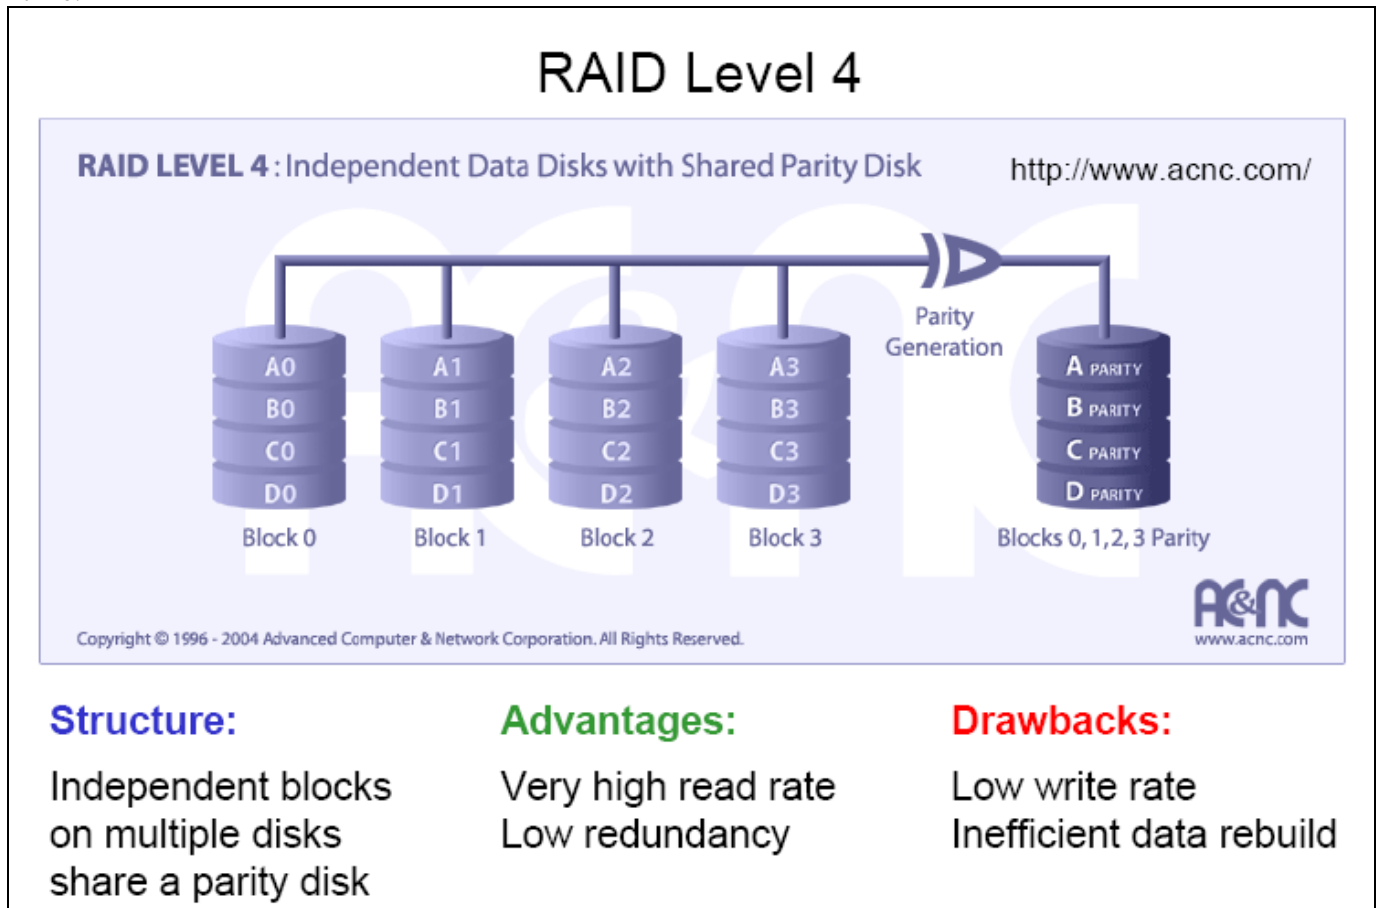 RAID Level 4
RAID LEVEL 4 : Independent Data Disks with Shared Parity Disk
http://www.acnc.com/
Parity
Generation
A0 A1 A2 A3 A PARITY
B0 B1 B2 B3 B PARITY
C0 C1 C2 C3 C PARITY
D0 D1 D2 D3 D PARITY
Block 0 Block 1 Block 2 Block 3 Blocks 0, 1, 2, 3 Parity
AC&NC
www.acnc.com
Copyright © 1996 - 2004 Advanced Computer & Network Corporation. All Rights Reserved.
Structure:
Independent blocks
on multiple disks
share a parity disk
Advantages:
Very high read rate
Low redundancy
Drawbacks:
Low write rate
Inefficient data rebuild